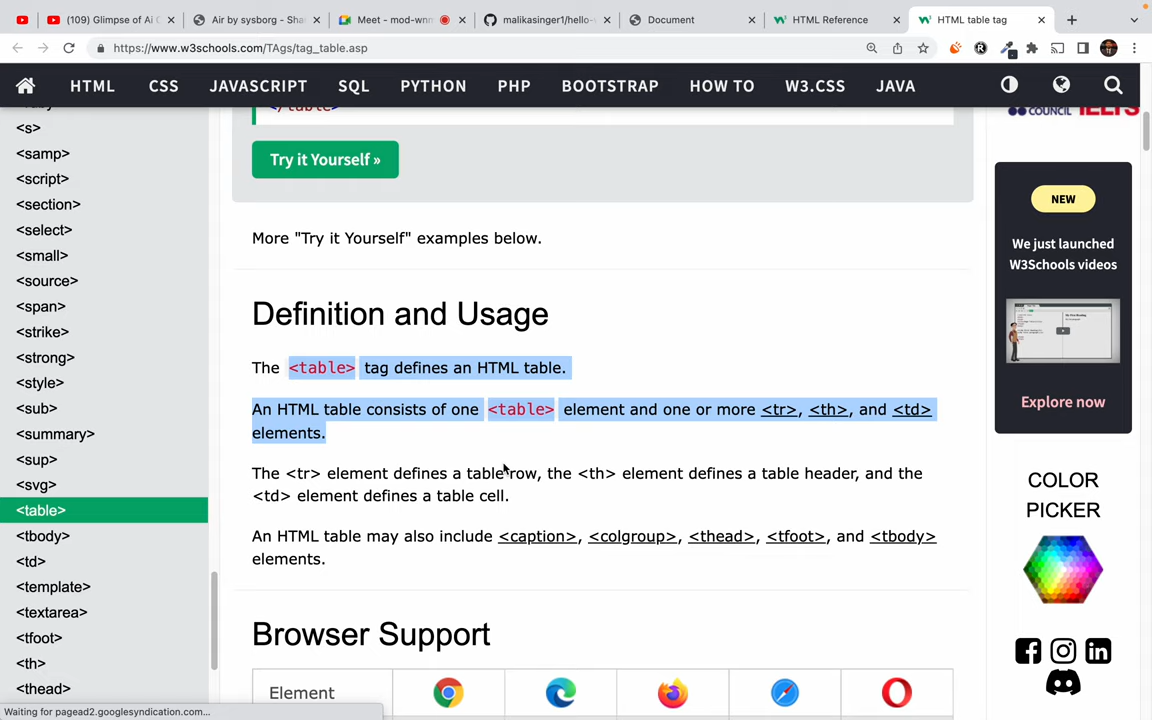 (109) Glimpse of Ai C
Air by sysborg - Sha
Meet - mod-wnn
malikasinger1/hello-
Document
HTML Reference
HTML table tag
https://www.w3schools.com/TAgs/tag_table.asp
HTML CSS JAVASCRIPT SQL PYTHON PHP BOOTSTRAP HOW TO W3.CSS JAVA
<s>
<samp>
<script>
<section>
<select>
<small>
<source>
<span>
<strike>
<strong>
<style>
<sub>
<summary>
<sup>
<svg>
<table>
<tbody>
<td>
<template>
<textarea>
<tfoot>
<th>
<thead>
Waiting for pagead2.googlesyndication.com...
</table>
Try it Yourself »
More "Try it Yourself" examples below.
Definition and Usage
The <table> tag defines an HTML table.
An HTML table consists of one <table> element and one or more <tr>, <th>, and <td>
elements.
The <tr> element defines a table row, the <th> element defines a table header, and the
<td> element defines a table cell.
An HTML table may also include <caption>, <colgroup>, <thead>, <tfoot>, and <tbody>
elements.
Browser Support
Element
COUNCIL IELTS
NEW
We just launched
W3Schools videos
Explore now
COLOR
PICKER